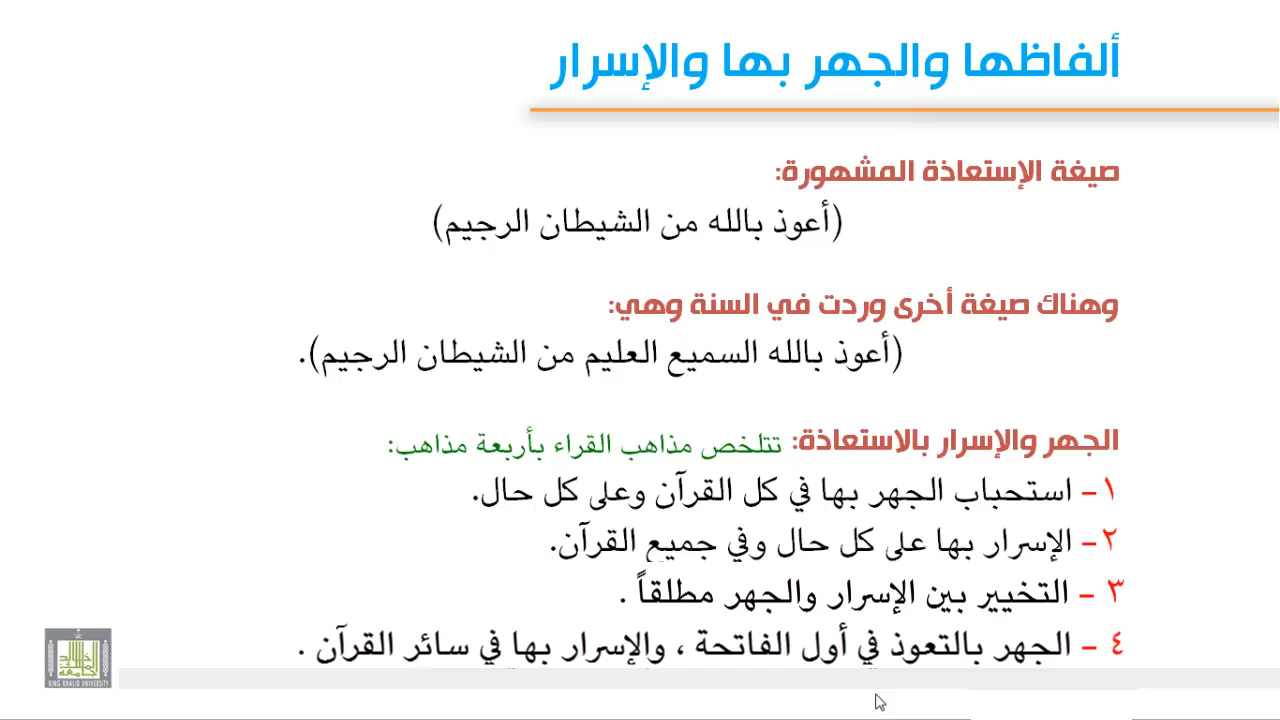 ألفاظها والجهر بها والإسرار
صيغة الإستعاذة المشهورة:
(أعوذ بالله من الشيطان الرجيم)
وهناك صيغة أخرى وردت في السنة وهي:
(أعوذ بالله السميع العليم من الشيطان الرجيم).
الجهر والإسرار بالاستعاذة: تتلخص مذاهب القراء بأربعة مذاهب:
١- استحباب الجهر بها في كل القرآن وعلى كل حال.
٢- الإسرار بها على كل حال وفي جميع القرآن.
٣ - التخيير بين الإسرار والجهر مطلقاً .
٤ - الجهر بالتعوذ في أول الفاتحة ، والإسرار بها في سائر القرآن .
KING KHALID UNIVERSITY